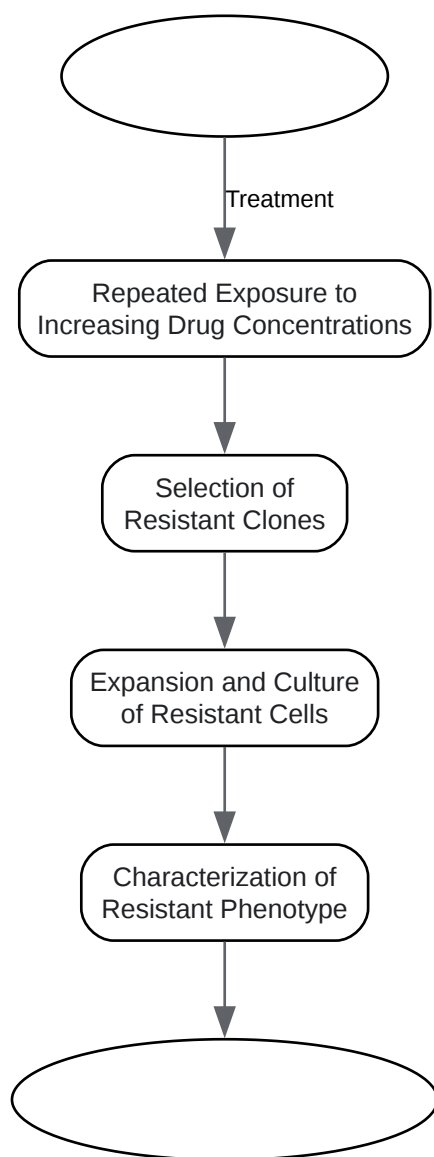 Treatment
Repeated Exposure to
Increasing Drug Concentrations
Selection of
Resistant Clones
Expansion and Culture
of Resistant Cells
Characterization of
Resistant Phenotype